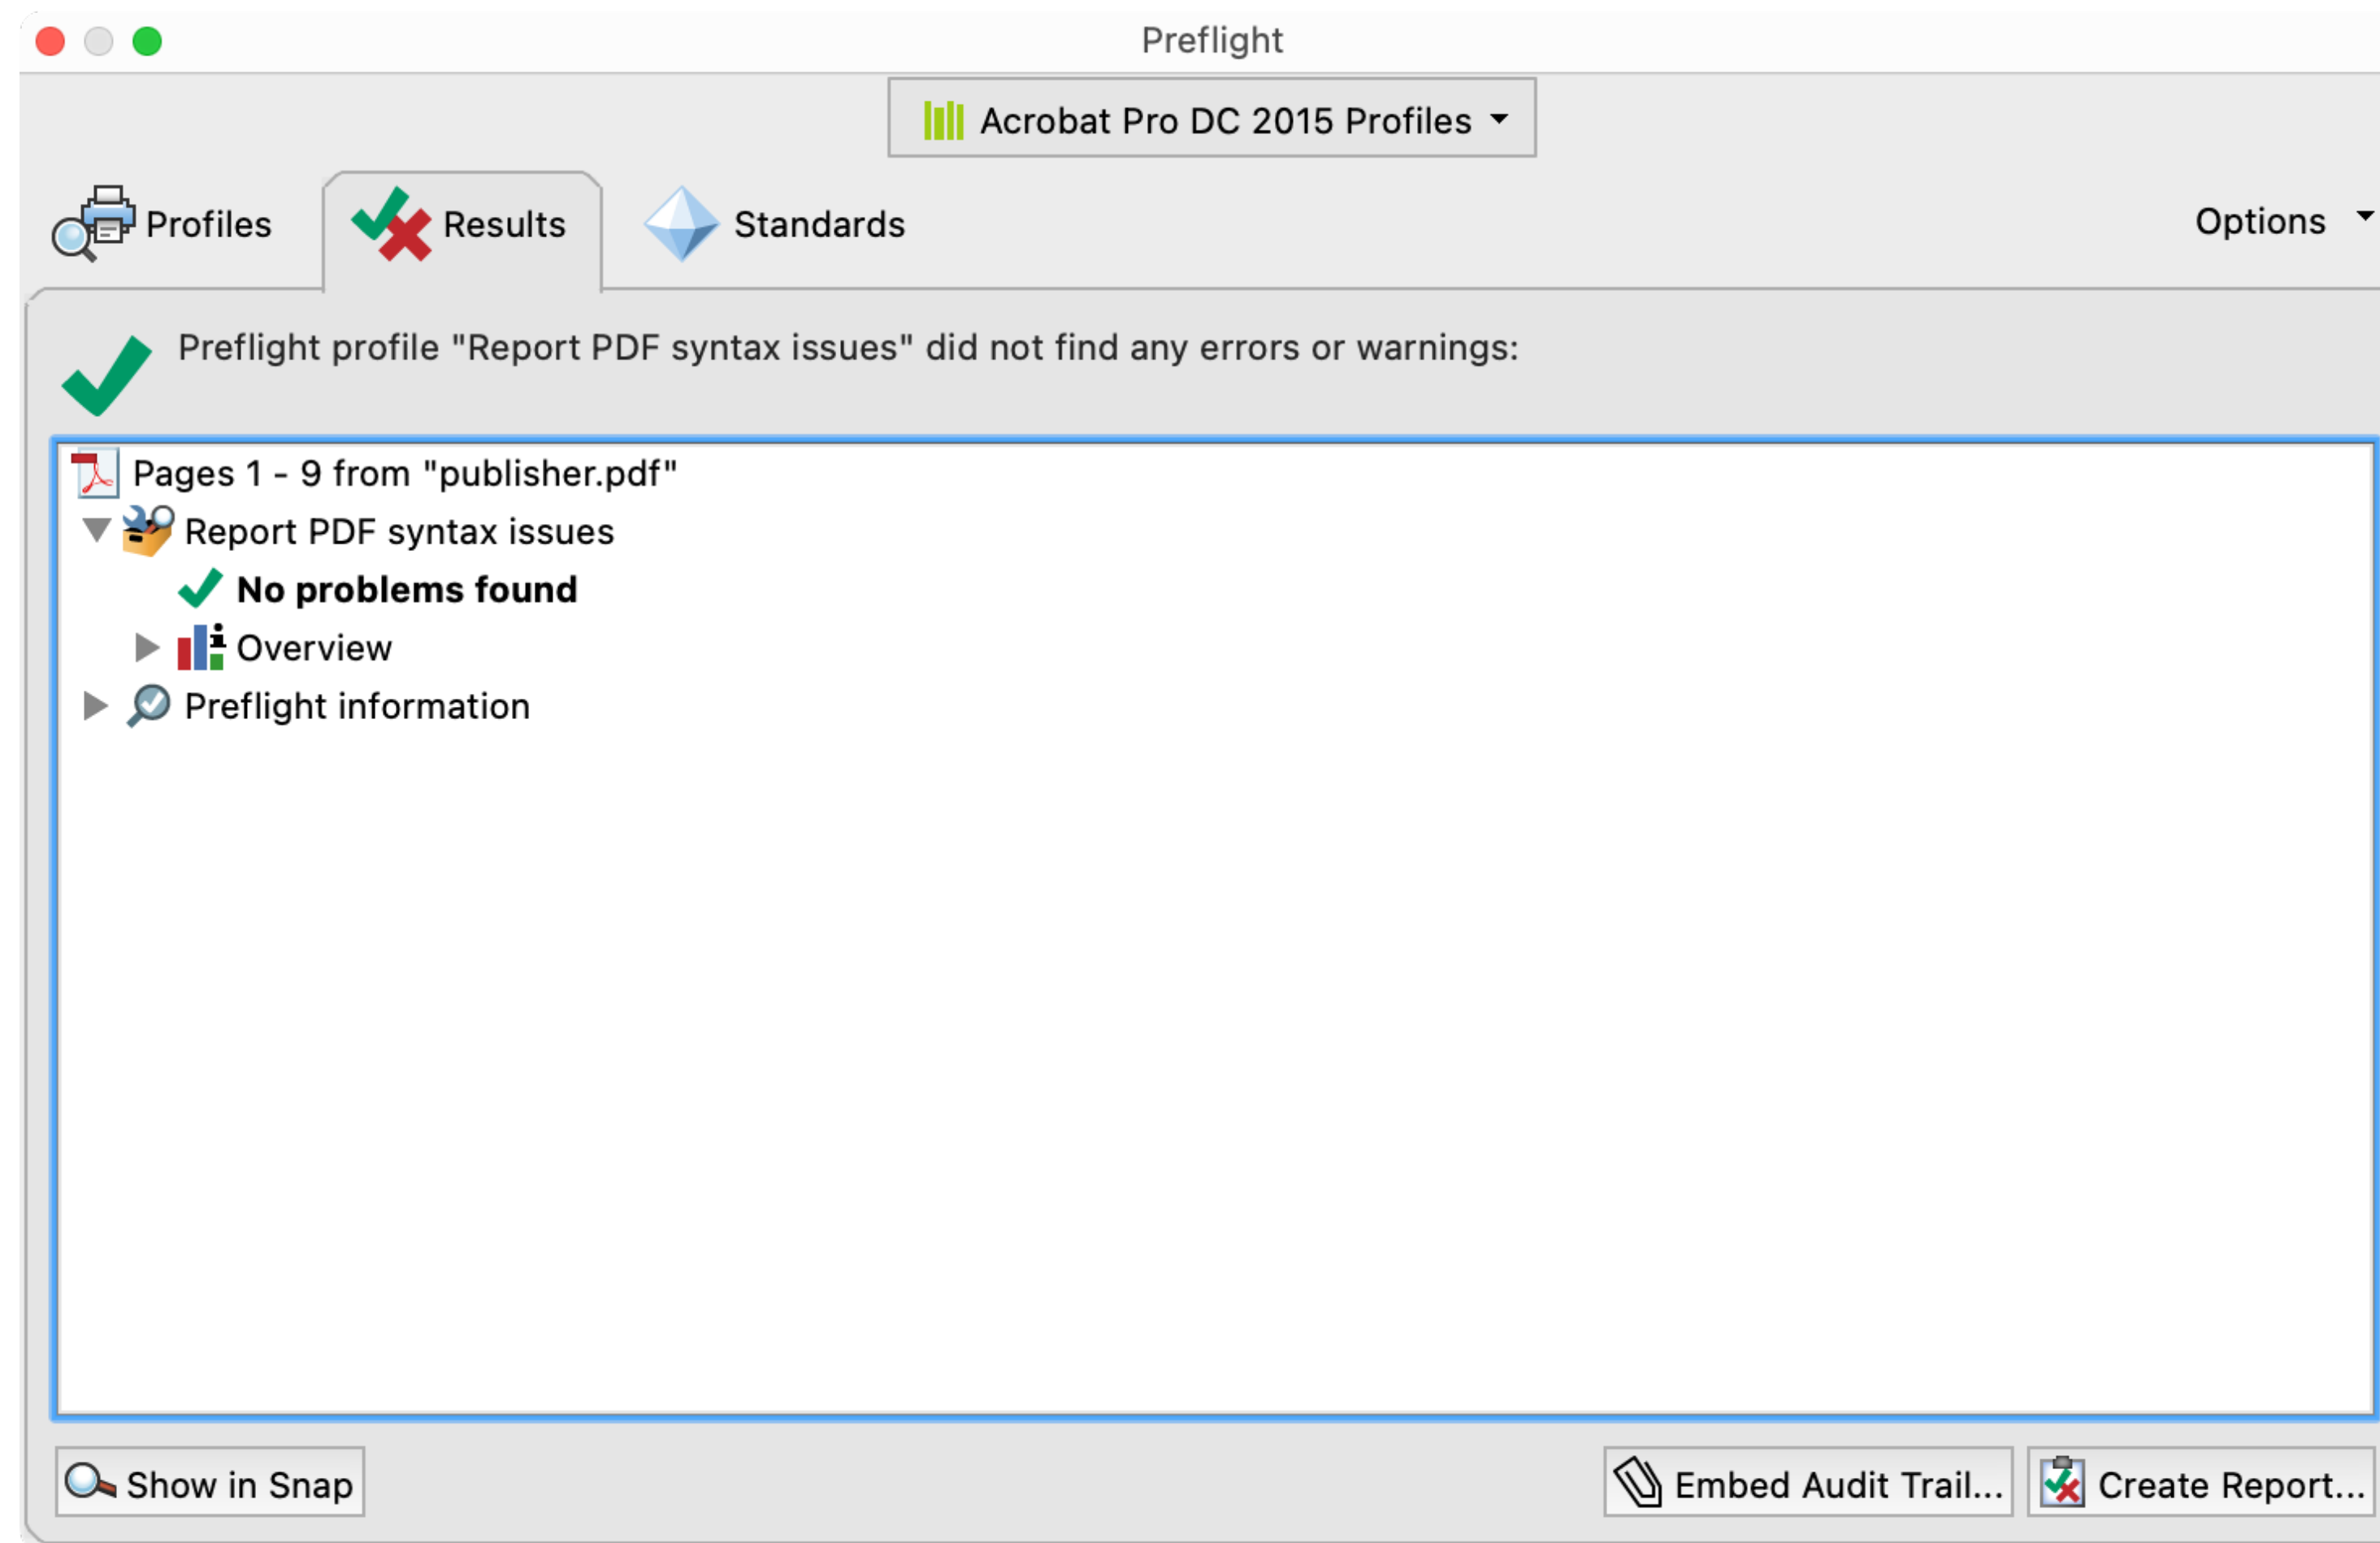 Preflight
Acrobat Pro DC 2015 Profiles
Profiles
Results
Standards
Options
Preflight profile "Report PDF syntax issues" did not find any errors or warnings:
Pages 1 - 9 from "publisher.pdf"
Report PDF syntax issues
No problems found
Overview
Preflight information
Show in Snap
Embed Audit Trail...
Create Report...